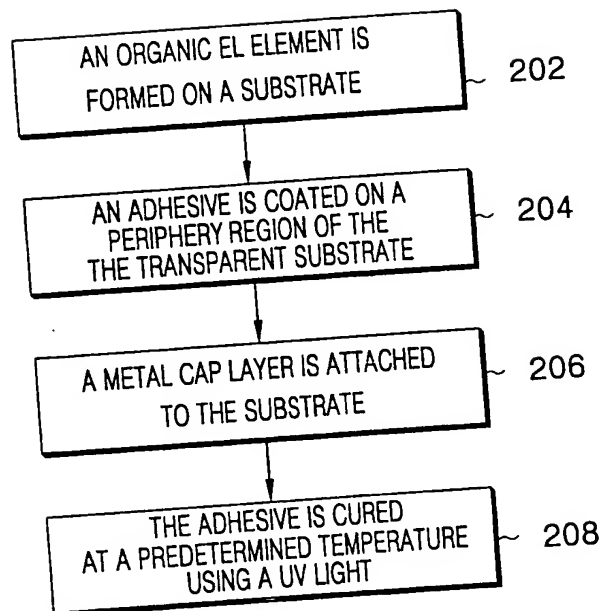 AN ORGANIC EL ELEMENT IS
FORMED ON A SUBSTRATE
202
AN ADHESIVE IS COATED ON A
PERIPHERY REGION OF THE
THE TRANSPARENT SUBSTRATE
204
A METAL CAP LAYER IS ATTACHED
TO THE SUBSTRATE
206
THE ADHESIVE IS CURED
AT A PREDETERMINED TEMPERATURE
USING A UV LIGHT
208